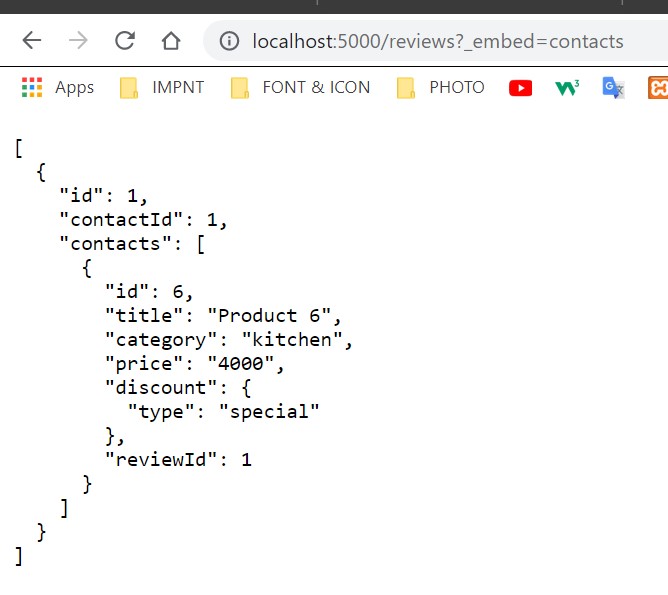 localhost:5000/reviews?_embed=contacts
Apps IMPNT FONT & ICON PHOTO
[
  {
    "id": 1,
    "contactId": 1,
    "contacts": [
      {
        "id": 6,
        "title": "Product 6",
        "category": "kitchen",
        "price": "4000",
        "discount": {
          "type": "special"
        },
        "reviewId": 1
      }
    ]
  }
]